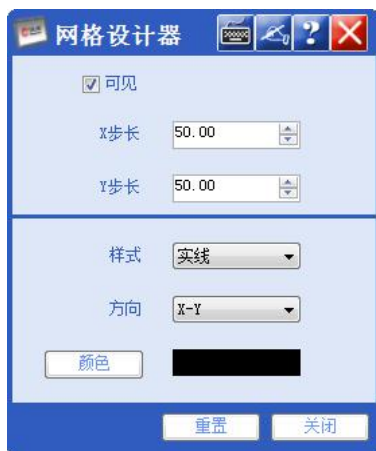 网格设计器 ?
可见
X步长 50.00
Y步长 50.00
样式 实线
方向 X-Y
颜色
重置 关闭